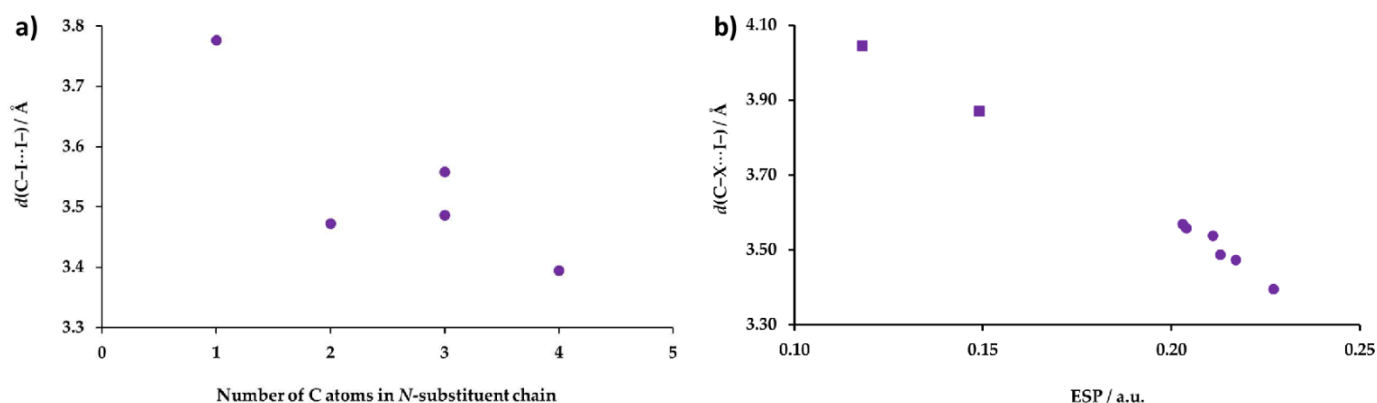 a)
3.8
3.7
3.6
3.5
3.4
3.3
d(C−I···I−) / Å
0 1 2 3 4 5
Number of C atoms in N-substituent chain
b)
4.10
3.90
3.70
3.50
3.30
d(C−X···I−) / Å
0.10 0.15 0.20 0.25
ESP / a.u.